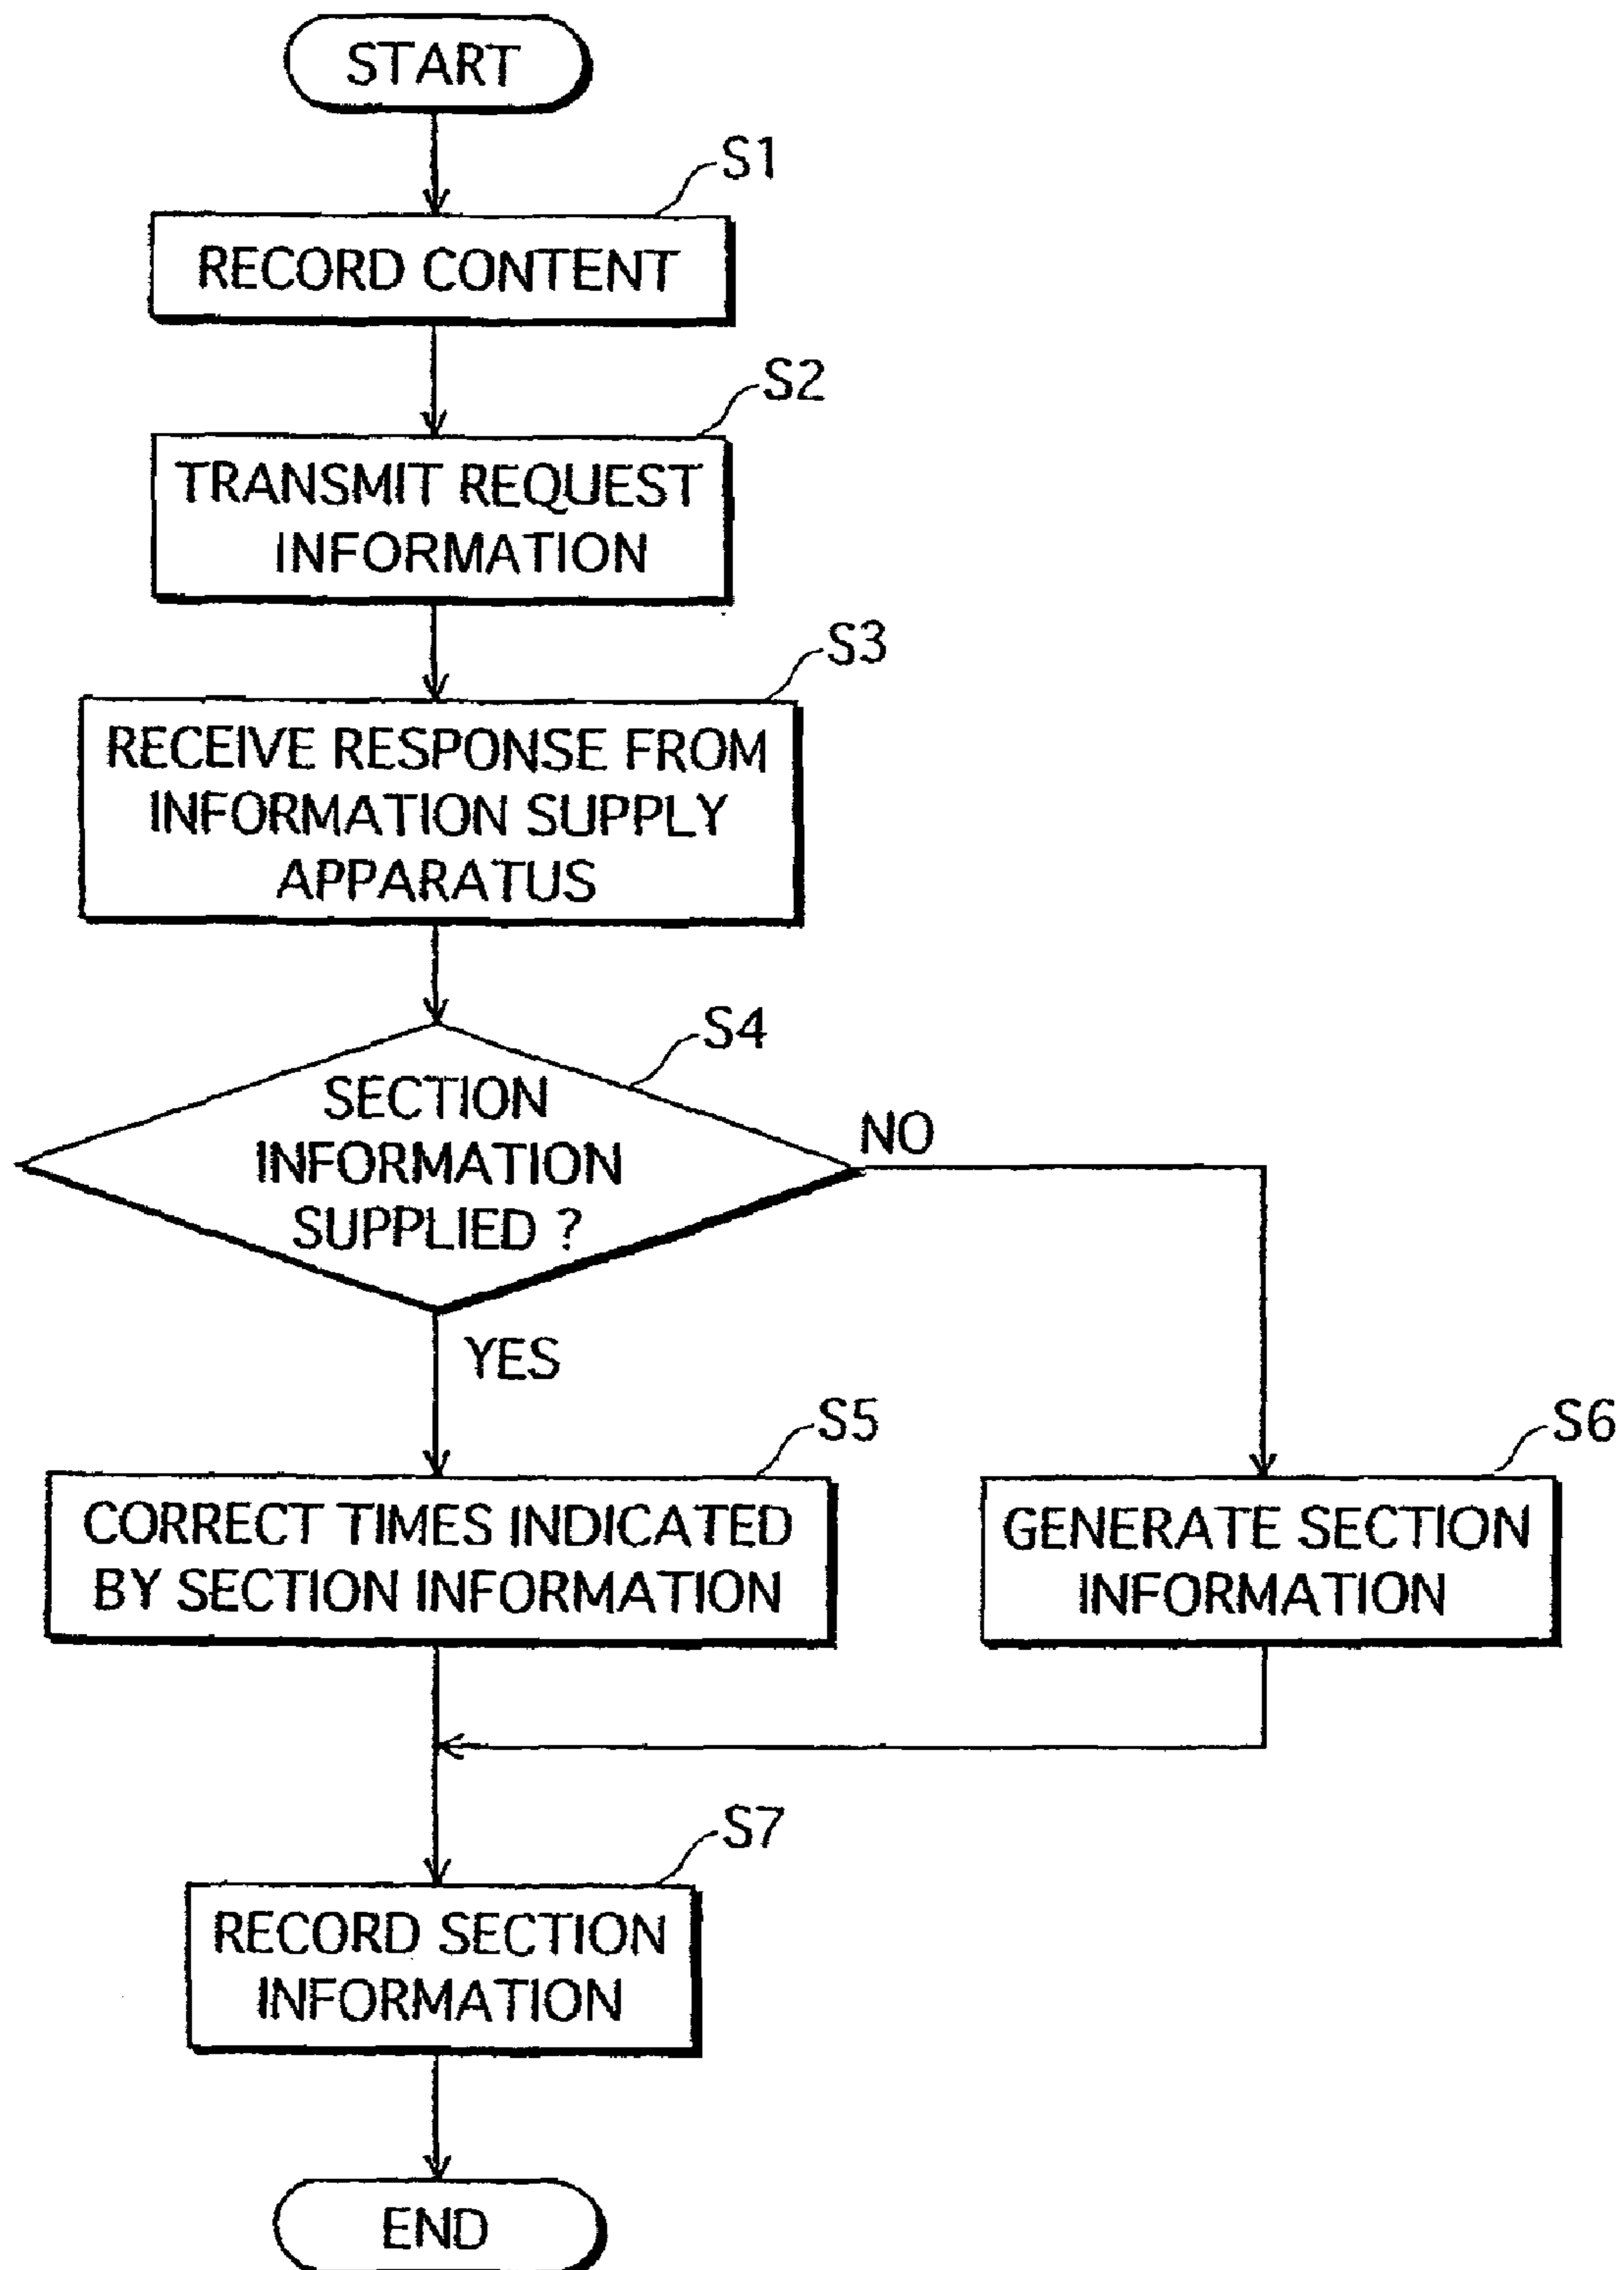 START
S1
RECORD CONTENT
S2
TRANSMIT REQUEST
INFORMATION
S3
RECEIVE RESPONSE FROM
INFORMATION SUPPLY
APPARATUS
S4
SECTION
INFORMATION
SUPPLIED ?
NO
YES
S5
CORRECT TIMES INDICATED
BY SECTION INFORMATION
S6
GENERATE SECTION
INFORMATION
S7
RECORD SECTION
INFORMATION
END